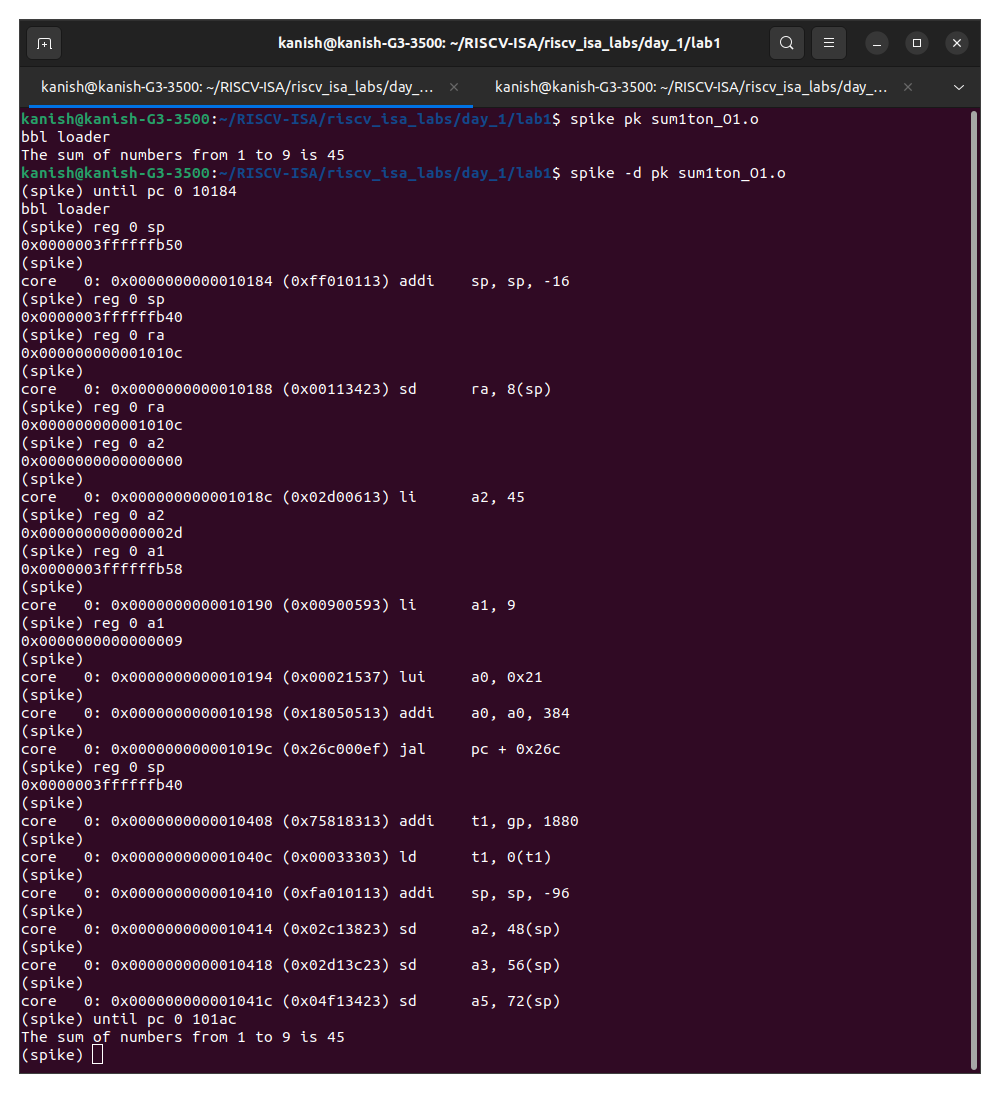 kanish@kanish-G3-3500: ~/RISCV-ISA/riscv_isa_labs/day_1/lab1
kanish@kanish-G3-3500: ~/RISCV-ISA/riscv_isa_labs/day_... × kanish@kanish-G3-3500: ~/RISCV-ISA/riscv_isa_labs/day_... ×
kanish@kanish-G3-3500:~/RISCV-ISA/riscv_isa_labs/day_1/lab1$ spike pk sum1ton_O1.o
bbl loader
The sum of numbers from 1 to 9 is 45
kanish@kanish-G3-3500:~/RISCV-ISA/riscv_isa_labs/day_1/lab1$ spike -d pk sum1ton_O1.o
(spike) until pc 0 10184
bbl loader
(spike) reg 0 sp
0x0000003ffffffb50
(spike)
core   0: 0x0000000000010184 (0xff010113) addi    sp, sp, -16
(spike) reg 0 sp
0x0000003ffffffb40
(spike) reg 0 ra
0x000000000001010c
(spike)
core   0: 0x0000000000010188 (0x00113423) sd      ra, 8(sp)
(spike) reg 0 ra
0x000000000001010c
(spike) reg 0 a2
0x0000000000000000
(spike)
core   0: 0x000000000001018c (0x02d00613) li      a2, 45
(spike) reg 0 a2
0x000000000000002d
(spike) reg 0 a1
0x0000003ffffffb58
(spike)
core   0: 0x0000000000010190 (0x00900593) li      a1, 9
(spike) reg 0 a1
0x0000000000000009
(spike)
core   0: 0x0000000000010194 (0x00021537) lui     a0, 0x21
(spike)
core   0: 0x0000000000010198 (0x18050513) addi    a0, a0, 384
(spike)
core   0: 0x000000000001019c (0x26c000ef) jal     pc + 0x26c
(spike) reg 0 sp
0x0000003ffffffb40
(spike)
core   0: 0x0000000000010408 (0x75818313) addi    t1, gp, 1880
(spike)
core   0: 0x000000000001040c (0x00033303) ld      t1, 0(t1)
(spike)
core   0: 0x0000000000010410 (0xfa010113) addi    sp, sp, -96
(spike)
core   0: 0x0000000000010414 (0x02c13823) sd      a2, 48(sp)
(spike)
core   0: 0x0000000000010418 (0x02d13c23) sd      a3, 56(sp)
(spike)
core   0: 0x000000000001041c (0x04f13423) sd      a5, 72(sp)
(spike) until pc 0 101ac
The sum of numbers from 1 to 9 is 45
(spike)